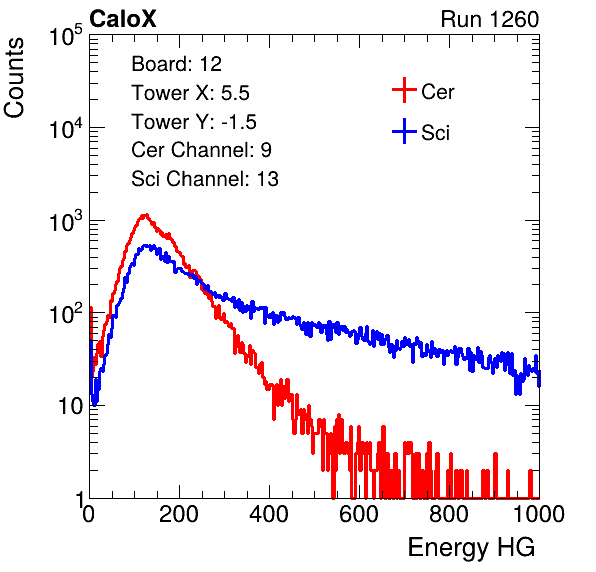 CaloX Run 1260
Counts
Board: 12
Tower X: 5.5
Tower Y: -1.5
Cer Channel: 9
Sci Channel: 13
Cer
Sci
10^5
10^4
10^3
10^2
10
1
0 200 400 600 800 1000
Energy HG